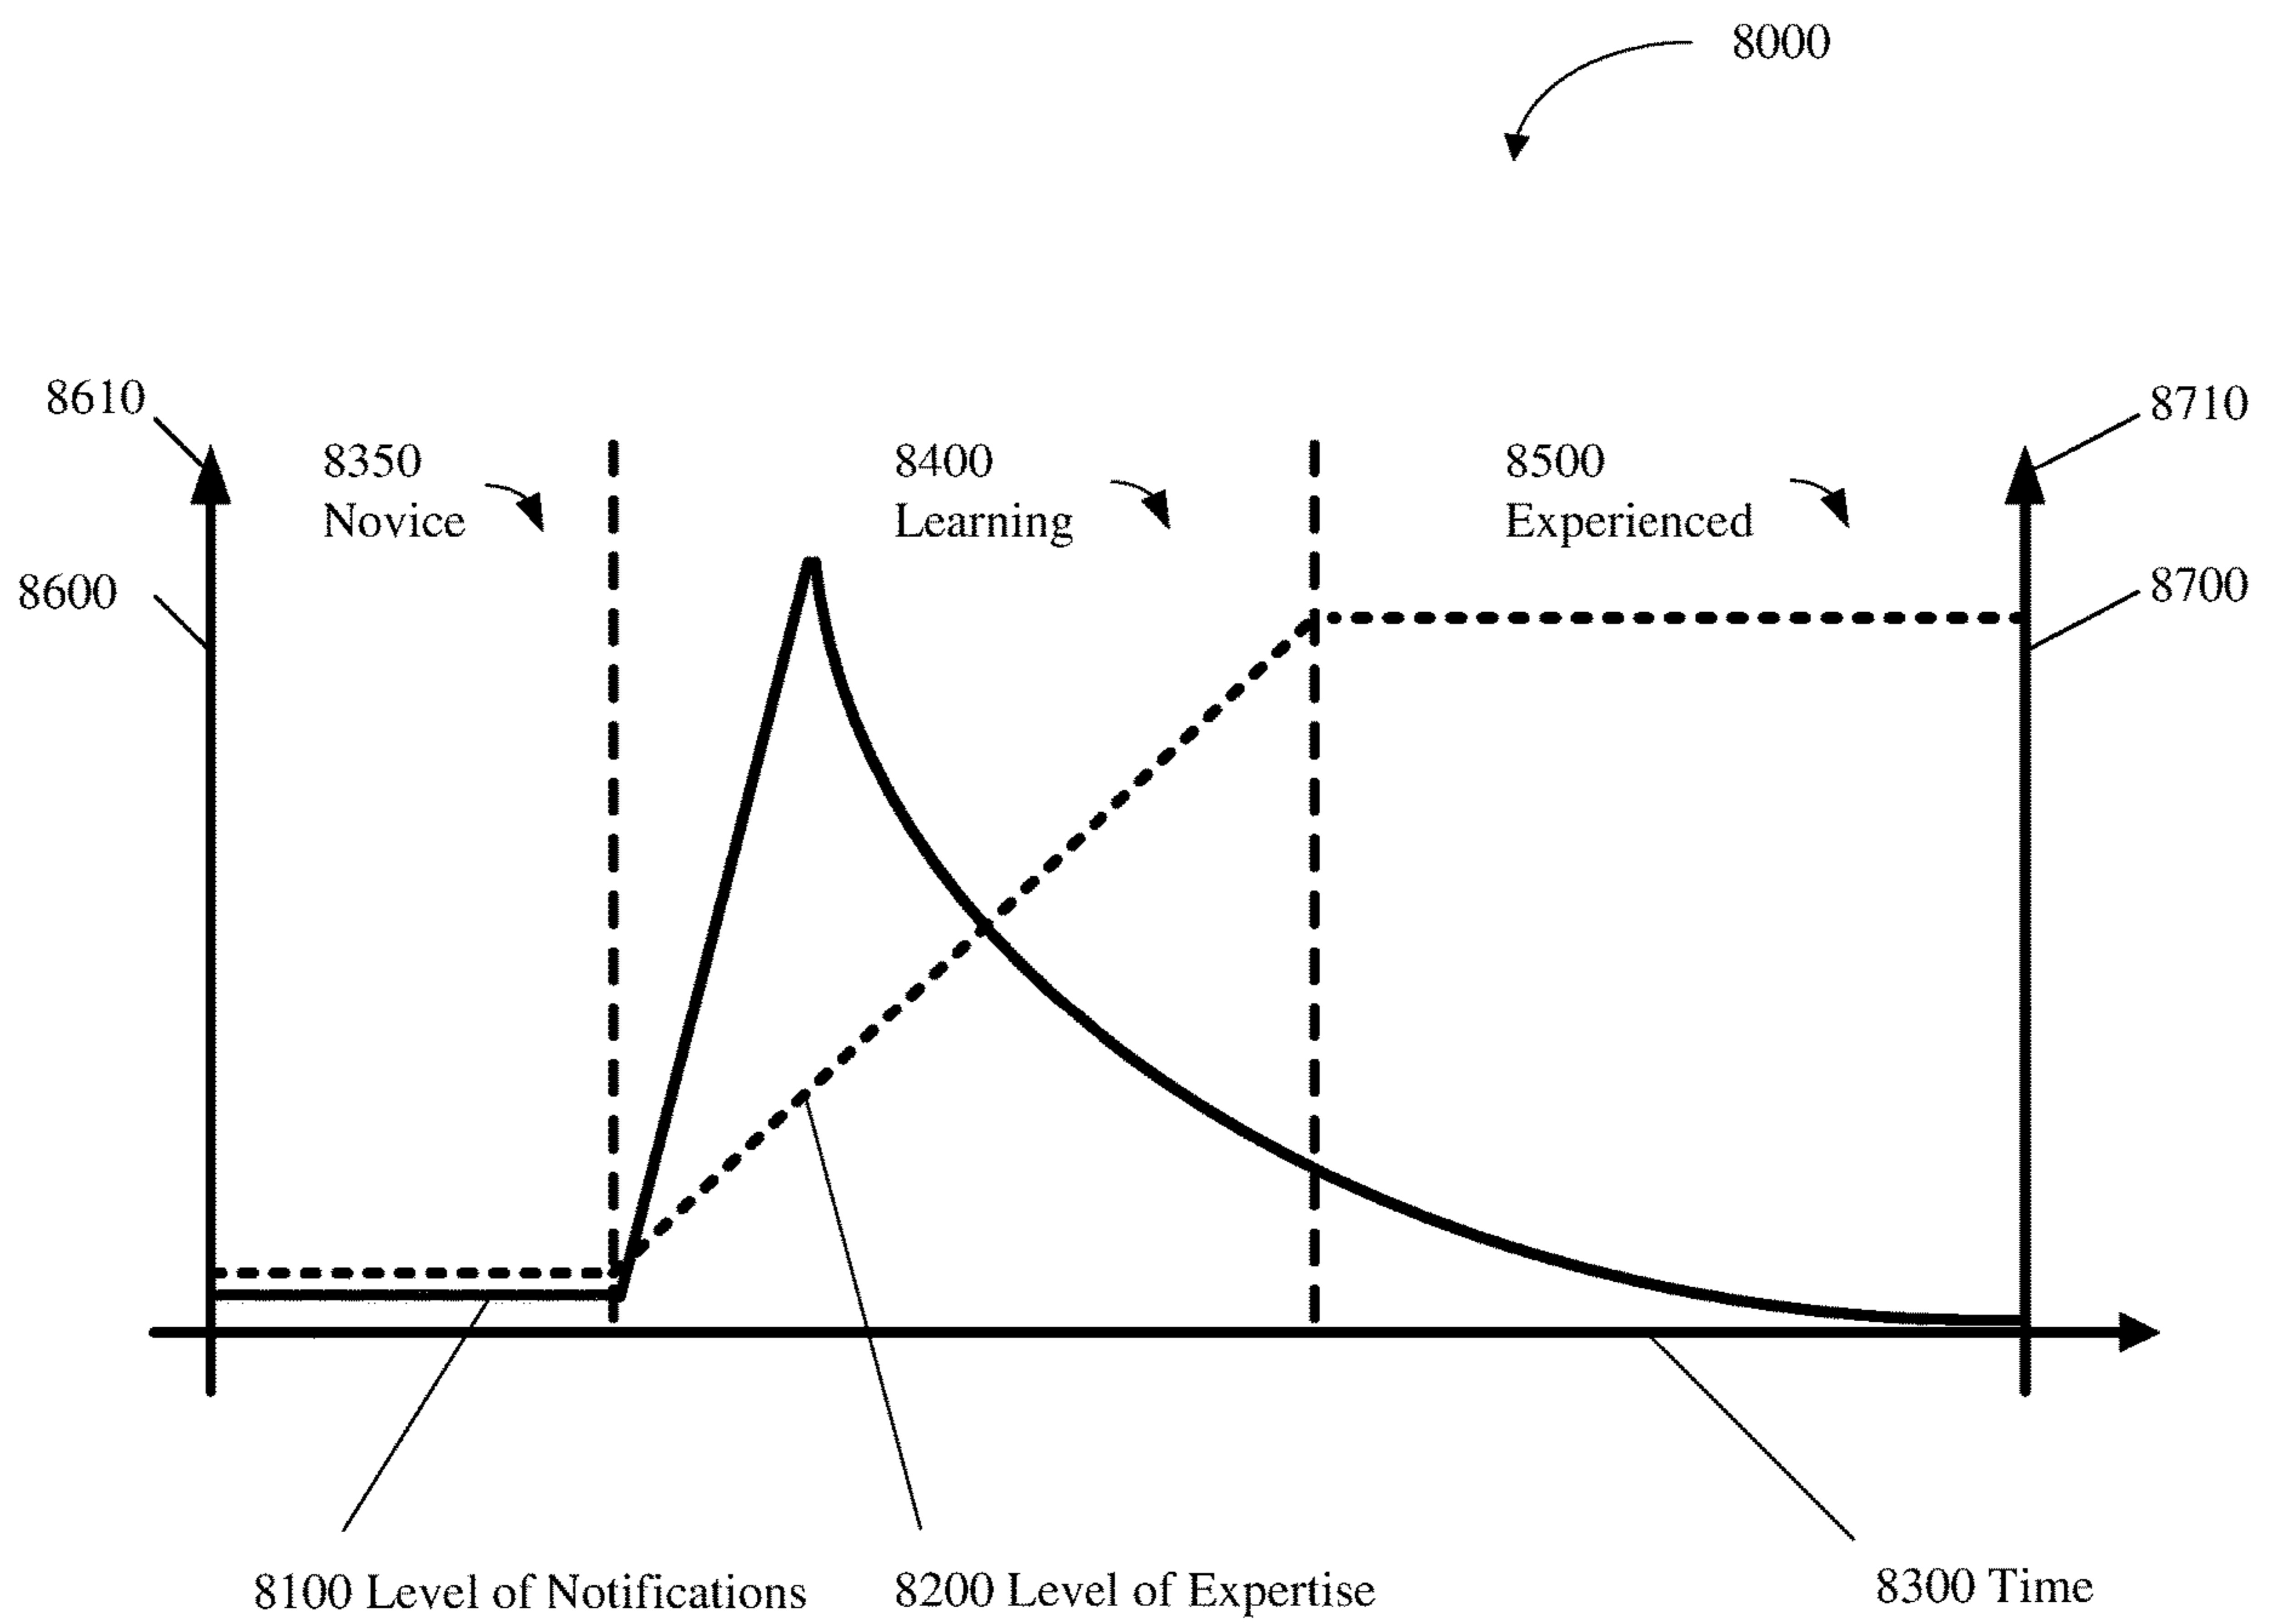 8000
8610
8710
8350
Novice
8400
Learning
8500
Experienced
8600
8700
8100 Level of Notifications
8200 Level of Expertise
8300 Time